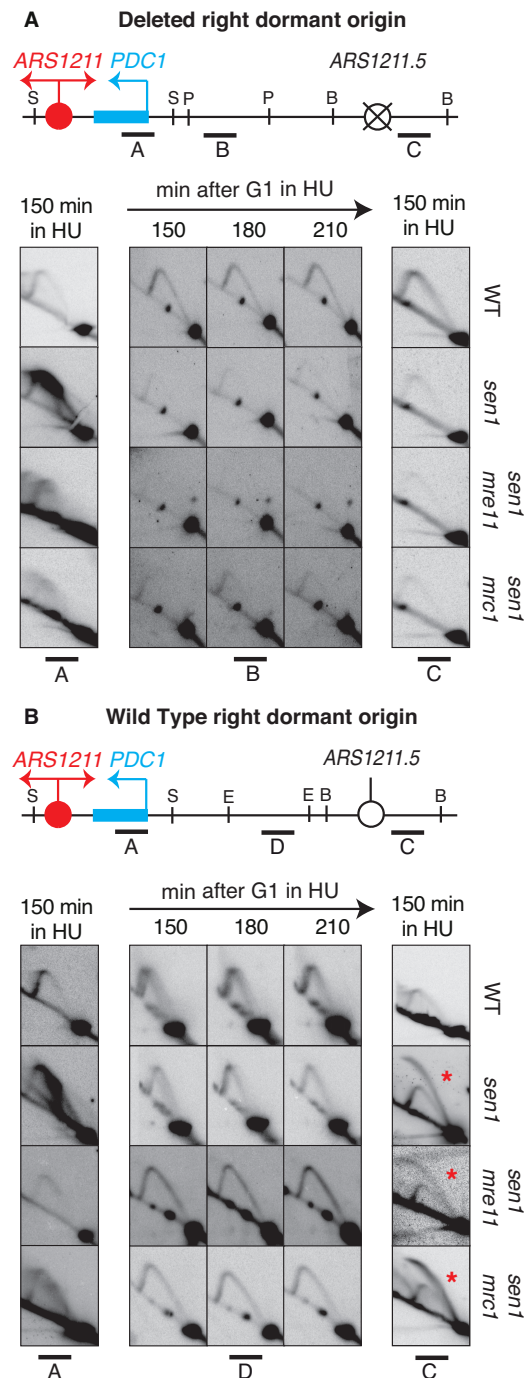 A Deleted right dormant origin
ARS1211 PDC1 ARS1211.5
S S P P B B
A B C
150 min in HU
min after G1 in HU
150 180 210
150 min in HU
WT
sen1
sen1 mre11
sen1 mrc1
A B C
B Wild Type right dormant origin
ARS1211 PDC1 ARS1211.5
S S E E B B
A D C
150 min in HU
min after G1 in HU
150 180 210
150 min in HU
WT
sen1
*
sen1 mre11
*
sen1 mrc1
*
A D C